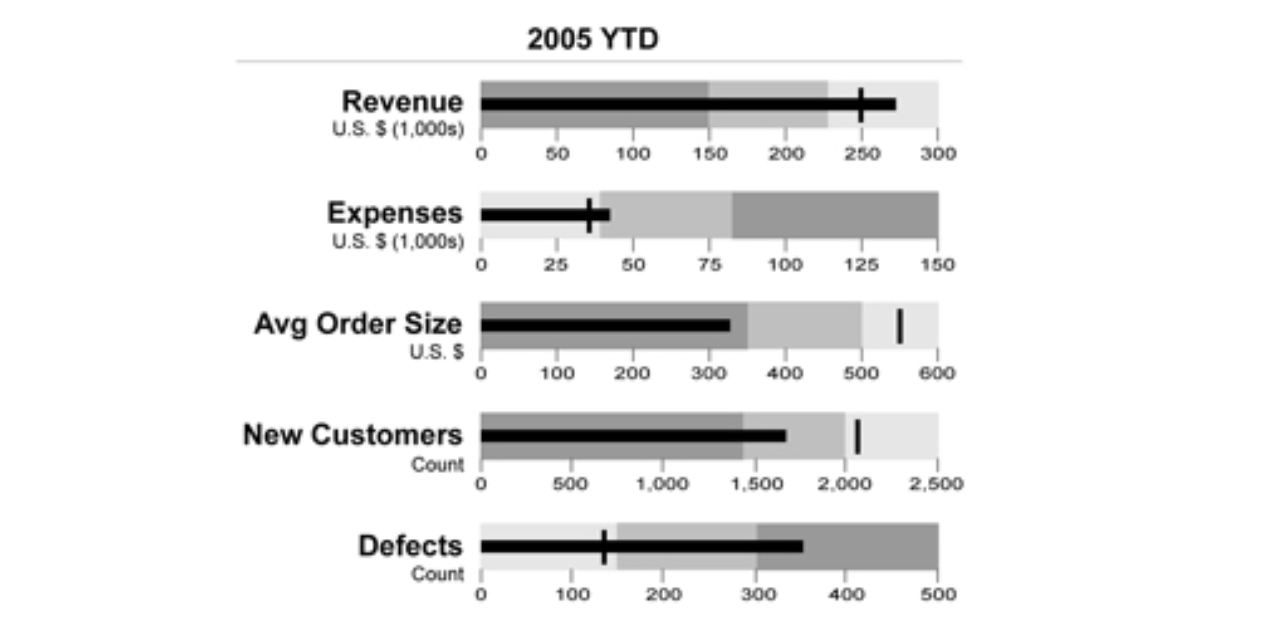 2005 YTD
Revenue
U.S. $ (1,000s)
0 50 100 150 200 250 300
Expenses
U.S. $ (1,000s)
0 25 50 75 100 125 150
Avg Order Size
U.S. $
0 100 200 300 400 500 600
New Customers
Count
0 500 1,000 1,500 2,000 2,500
Defects
Count
0 100 200 300 400 500